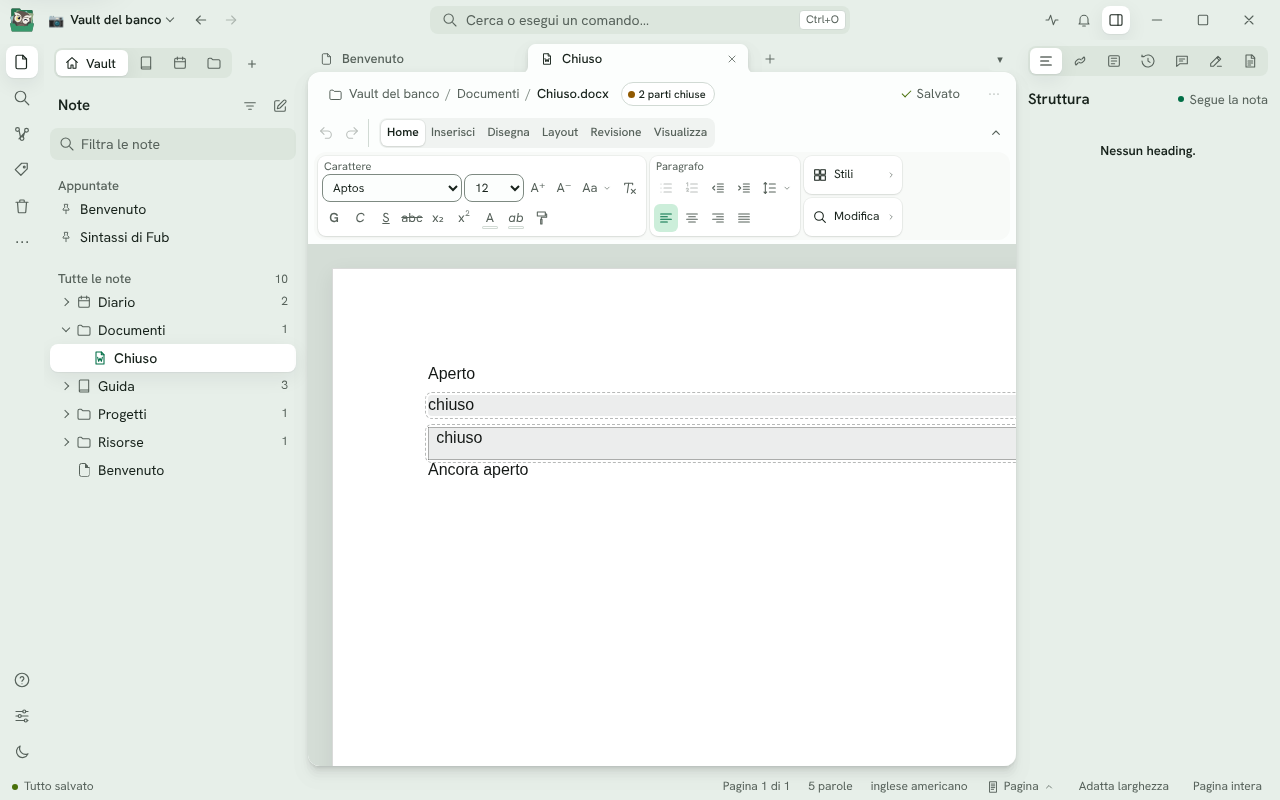 Vault del banco
Cerca o esegui un comando...
Ctrl+O
Vault
Benvenuto
Chiuso
Note
Filtra le note
Appuntate
Benvenuto
Sintassi di Fub
Tutte le note 10
Diario 2
Documenti 1
Chiuso
Guida 3
Progetti 1
Risorse 1
Benvenuto
Vault del banco / Documenti / Chiuso.docx
2 parti chiuse
Salvato
Home Inserisci Disegna Layout Revisione Visualizza
Carattere
Aptos 12 A+ A− Aa Tx
G C S abc x2 x2 A ab
Paragrafo
Stili
Modifica
Aperto
chiuso
chiuso
Ancora aperto
Struttura
Segue la nota
Nessun heading.
Tutto salvato
Pagina 1 di 1 5 parole inglese americano Pagina Adatta larghezza Pagina intera